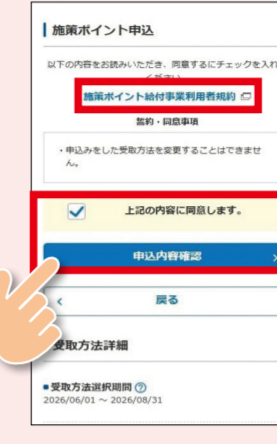 施策ポイント申込
以下の内容をお読みいただき、同意するにチェックを入れ
ください
施策ポイント給付事業利用者規約
誓約・同意事項
・申込みをした受取方法を変更することはできませ
ん。
上記の内容に同意します。
申込内容確認
戻る
受取方法詳細
■受取方法選択期間
2026/06/01 ～ 2026/08/31